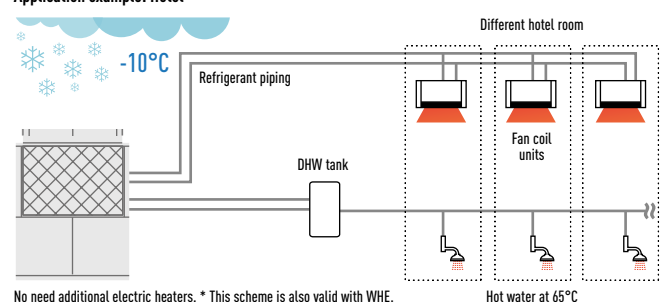 Application example: Hotel
Different hotel room
-10°C
Refrigerant piping
Fan coil
units
DHW tank
No need additional electric heaters. * This scheme is also valid with WHE.
Hot water at 65°C